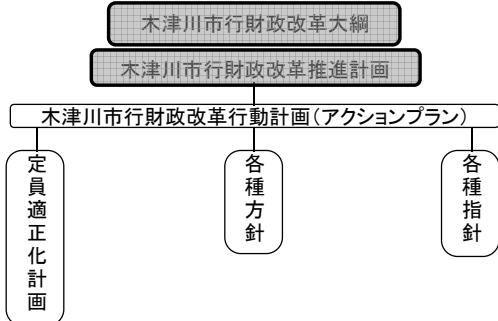 木津川市行財政改革大綱
木津川市行財政改革推進計画
木津川市行財政改革行動計画(アクションプラン)
定員適正化計画
各種方針
各種指針